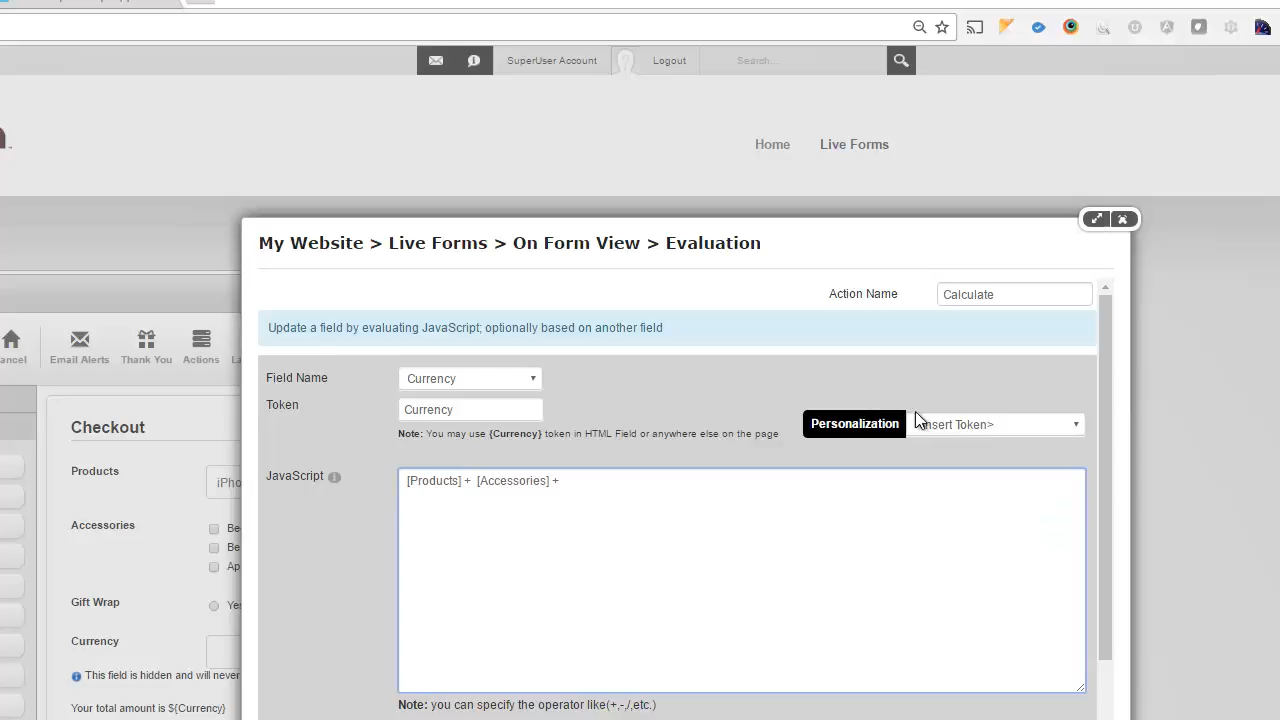 SuperUser Account
Logout
Search...
Home
Live Forms
My Website > Live Forms > On Form View > Evaluation
Action Name
Calculate
Update a field by evaluating JavaScript; optionally based on another field
ancel
Email Alerts
Thank You
Actions
Field Name
Currency
Token
Currency
Personalization
nsert Token>
Note: You may use {Currency} token in HTML Field or anywhere else on the page
Checkout
Products
iPho
JavaScript
[Products] + [Accessories] +
Accessories
Be
Be
Ap
Gift Wrap
Ye
Currency
This field is hidden and will never
Your total amount is ${Currency}
Note: you can specify the operator like(+,-,/,etc.)